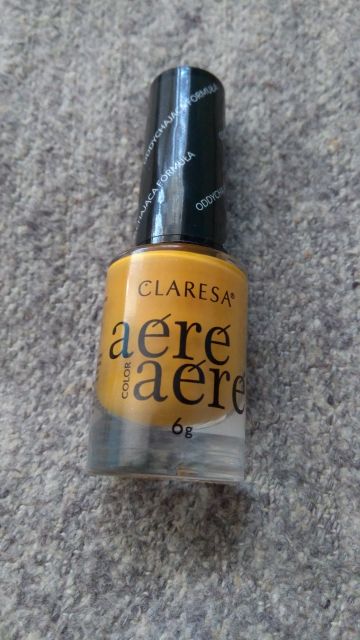 ODDYCHAJĄCA FORMUŁA
CLARESA®
aére
COLOR
aére
6g